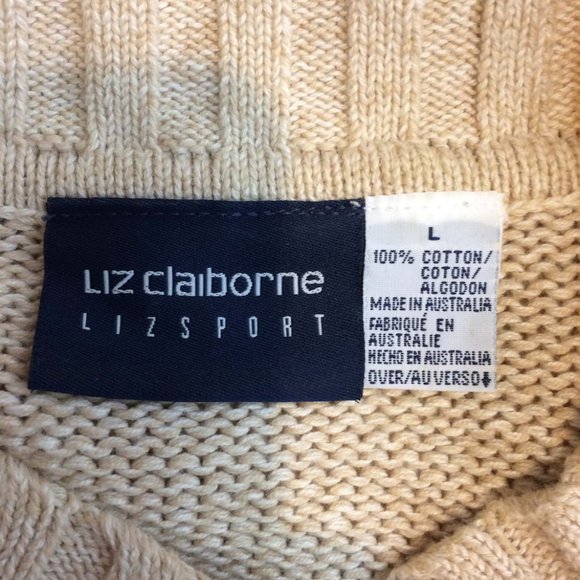 LIZ claiborne
LIZSPORT
L
100% COTTON/
COTON/
ALGODON
MADE IN AUSTRALIA
FABRIQUÉ EN
AUSTRALIE
HECHO EN AUSTRALIA
OVER/AU VERSO